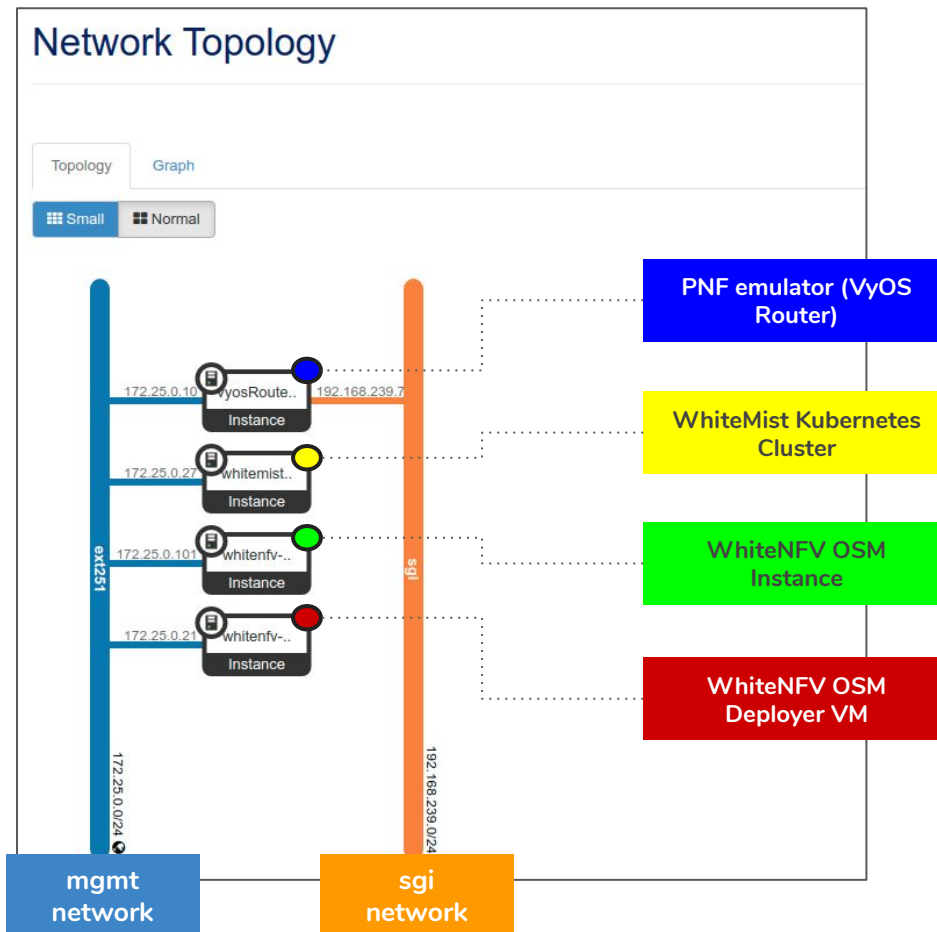 Network Topology
Topology
Graph
Small
Normal
PNF emulator (VyOS
Router)
172.25.0.10
vyosRoute..
192.168.239.7
Instance
WhiteMist Kubernetes
Cluster
172.25.0.27
whitemist..
Instance
WhiteNFV OSM
Instance
172.25.0.101
whitenfv-..
Instance
ext251
sgi
172.25.0.21
whitenfv-..
Instance
WhiteNFV OSM
Deployer VM
172.25.0.0/24
192.168.239.0/24
mgmt
network
sgi
network